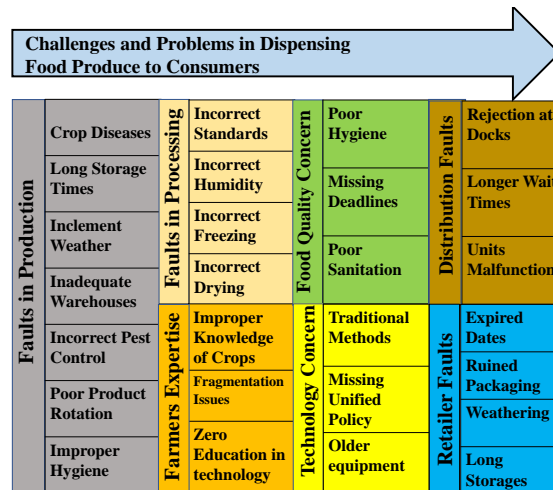 Challenges and Problems in Dispensing
Food Produce to Consumers
Faults in Production
Crop Diseases
Long Storage
Times
Inclement
Weather
Inadequate
Warehouses
Incorrect Pest
Control
Poor Product
Rotation
Improper
Hygiene
Faults in Processing
Incorrect
Standards
Incorrect
Humidity
Incorrect
Freezing
Incorrect
Drying
Farmers Expertise
Improper
Knowledge
of Crops
Fragmentation
Issues
Zero
Education in
technology
Food Quality Concern
Poor
Hygiene
Missing
Deadlines
Poor
Sanitation
Technology Concern
Traditional
Methods
Missing
Unified
Policy
Older
equipment
Distribution Faults
Rejection at
Docks
Longer Wait
Times
Units
Malfunction
Retailer Faults
Expired
Dates
Ruined
Packaging
Weathering
Long
Storages